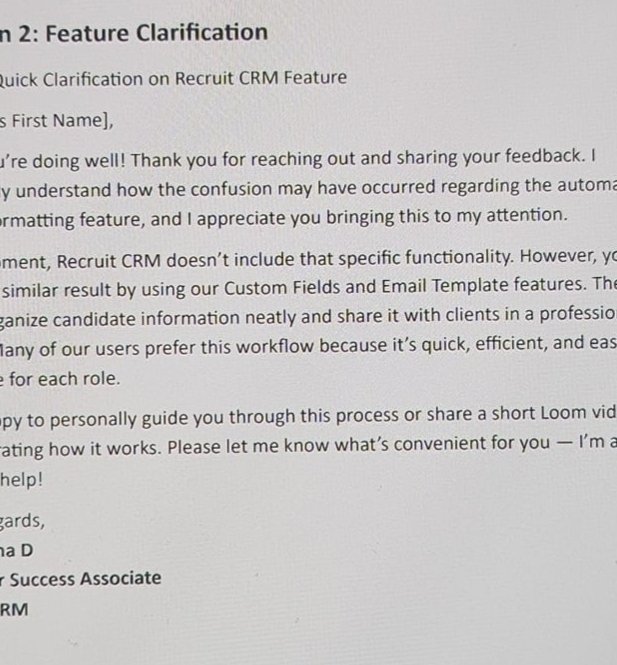 n 2: Feature Clarification
Quick Clarification on Recruit CRM Feature
s First Name],
u're doing well! Thank you for reaching out and sharing your feedback. I
y understand how the confusion may have occurred regarding the automa
ormatting feature, and I appreciate you bringing this to my attention.
oment, Recruit CRM doesn't include that specific functionality. However, yo
similar result by using our Custom Fields and Email Template features. The
ganize candidate information neatly and share it with clients in a professio
Many of our users prefer this workflow because it's quick, efficient, and eas
e for each role.
ppy to personally guide you through this process or share a short Loom vid
rating how it works. Please let me know what's convenient for you — I'm a
help!
gards,
na D
r Success Associate
RM